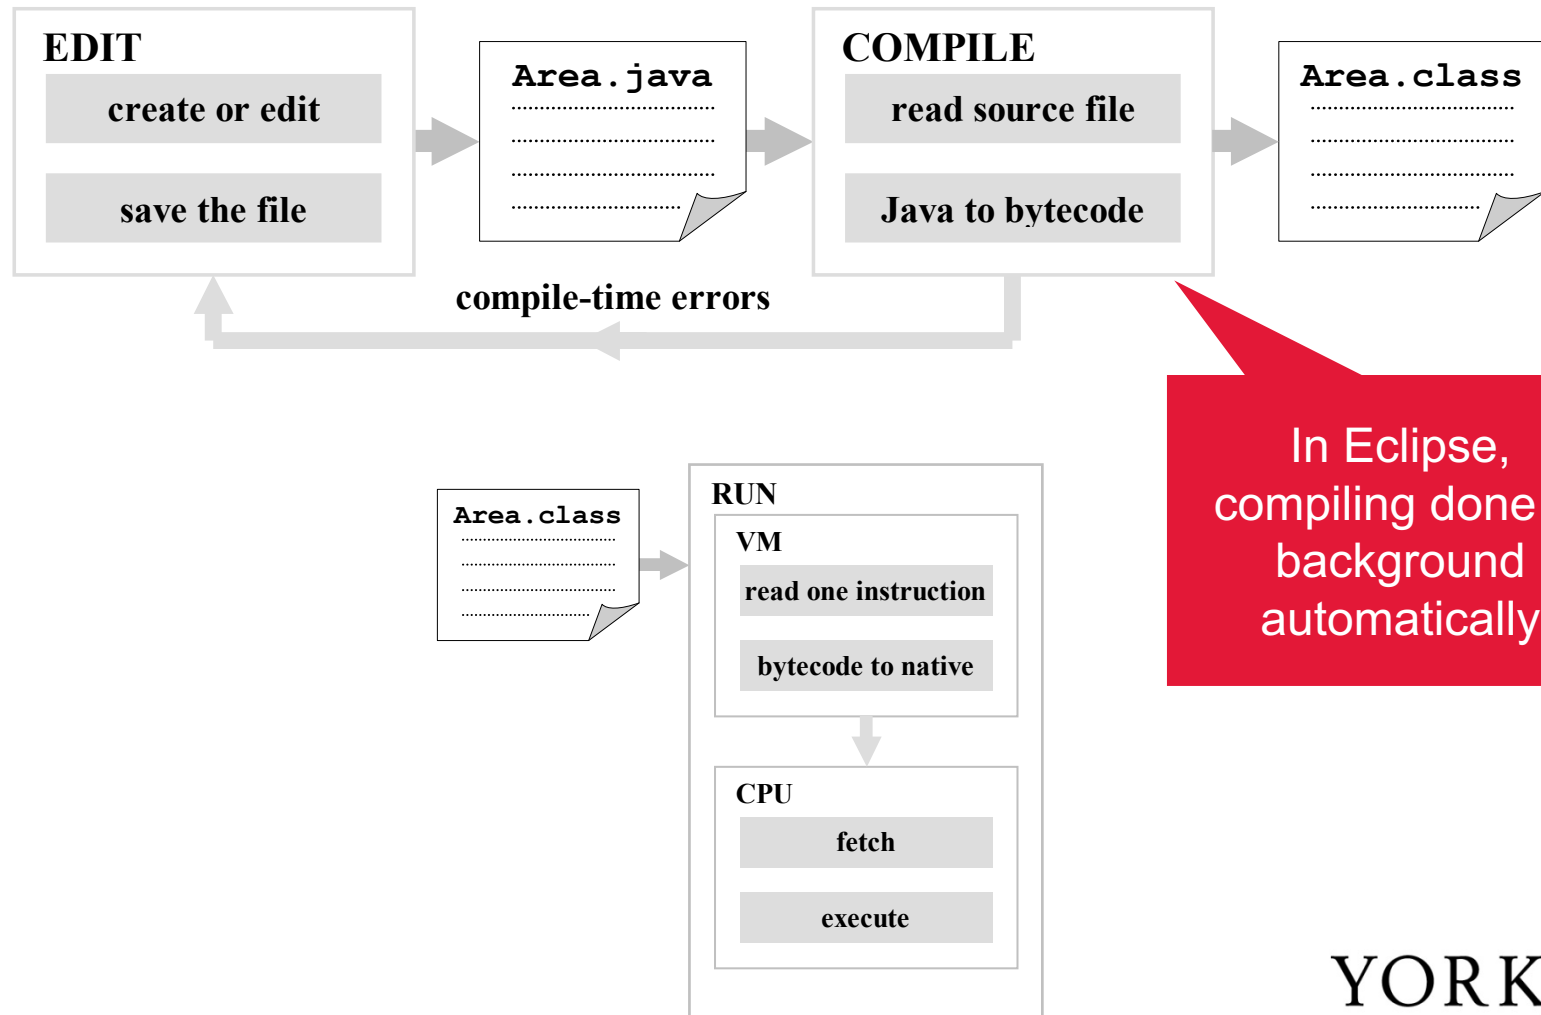 EDIT
create or edit
save the file
Area.java
COMPILE
read source file
Java to bytecode
Area.class
compile-time errors
In Eclipse,
compiling done
background
automatically
Area.class
RUN
VM
read one instruction
bytecode to native
CPU
fetch
execute
YORK